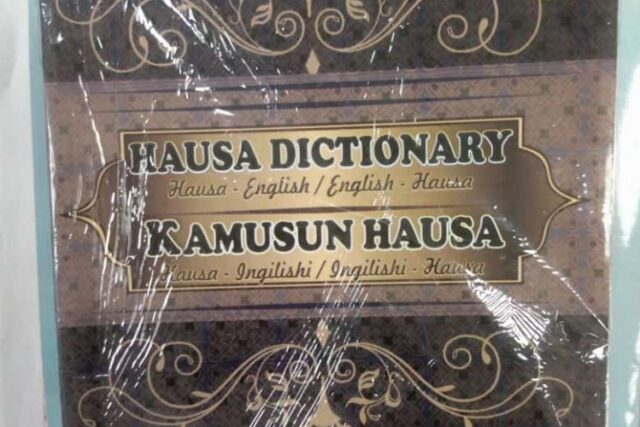 HAUSA DICTIONARY
Hausa - English / English - Hausa
KAMUSUN HAUSA
Hausa - Ingilishi / Ingilishi - Hausa